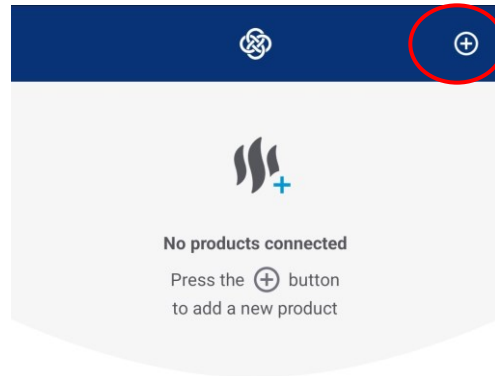 No products connected
Press the ⊕ button
to add a new product